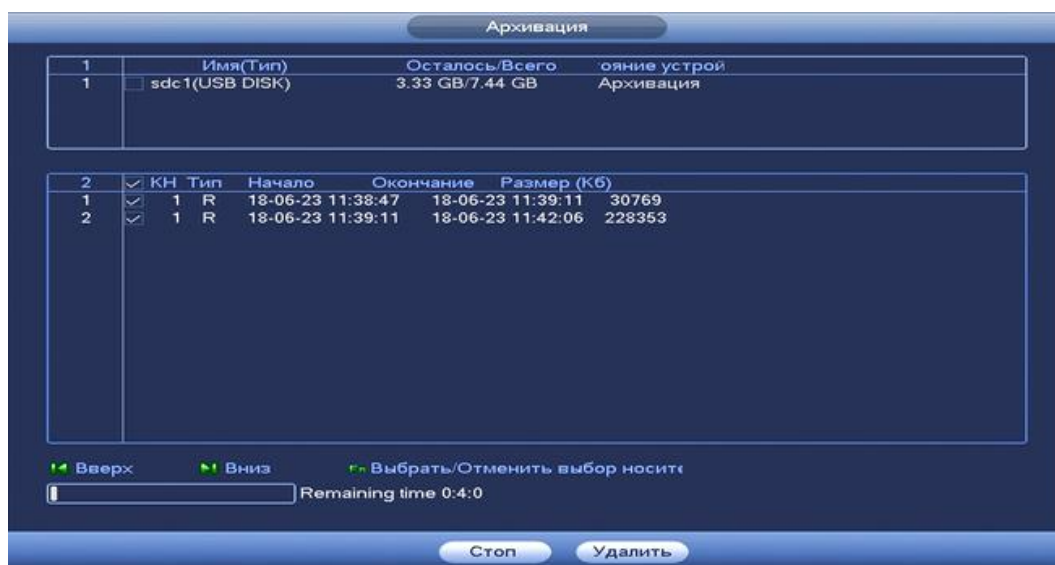 Архивация
1 Имя(Тип) Осталось/Всего ояние устрой
1 sdc1(USB DISK) 3.33 GB/7.44 GB Архивация
2 КН Тип Начало Окончание Размер (Кб)
1 1 R 18-06-23 11:38:47 18-06-23 11:39:11 30769
2 1 R 18-06-23 11:39:11 18-06-23 11:42:06 228353
Вверх Вниз Fn Выбрать/Отменить выбор носите
Remaining time 0:4:0
Стоп Удалить